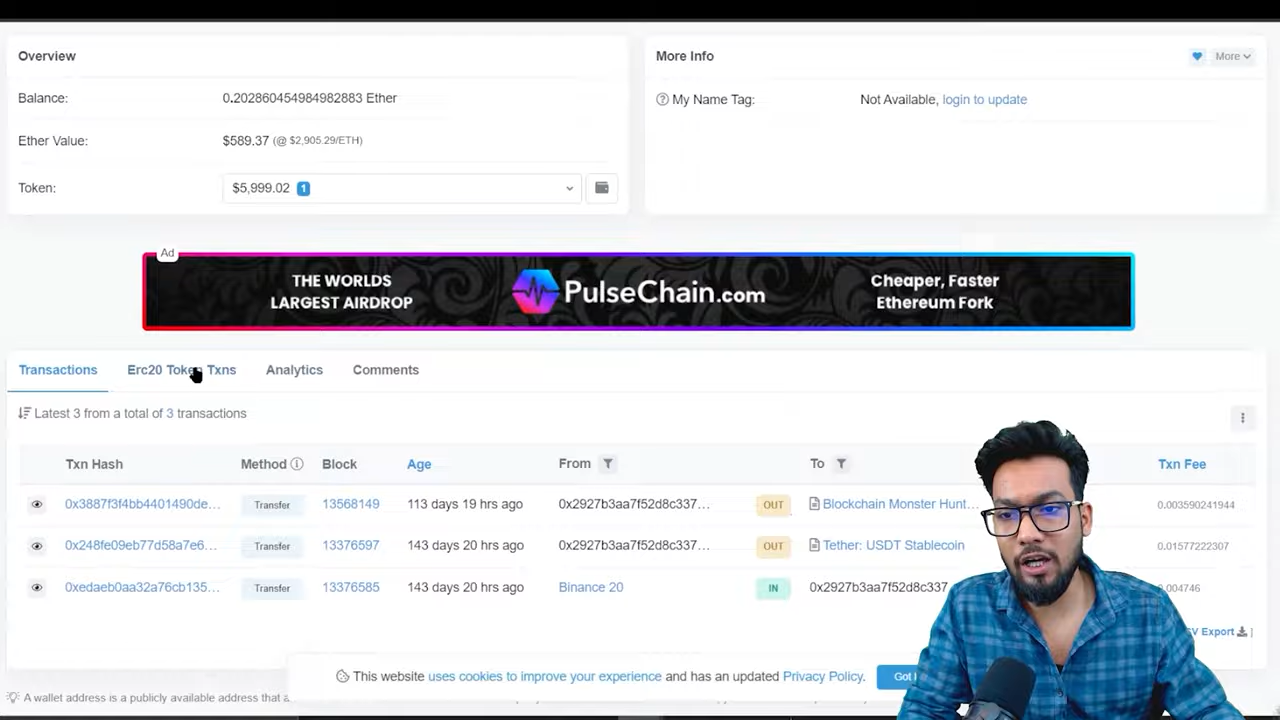 Overview
Balance: 0.202860454984982883 Ether
Ether Value: $589.37 (@ $2,905.29/ETH)
Token: $5,999.02 1
More Info
More
My Name Tag: Not Available, login to update
Ad
THE WORLDS
LARGEST AIRDROP
PulseChain.com
Cheaper, Faster
Ethereum Fork
Transactions Erc20 Token Txns Analytics Comments
Latest 3 from a total of 3 transactions
Txn Hash Method Block Age From To Txn Fee
0x3887f3f4bb4401490de... Transfer 13568149 113 days 19 hrs ago 0x2927b3aa7f52d8c337... OUT Blockchain Monster Hunt... 0.003590241944
0x248fe09eb77d58a7e6... Transfer 13376597 143 days 20 hrs ago 0x2927b3aa7f52d8c337... OUT Tether: USDT Stablecoin 0.01577222307
0xedaeb0aa32a76cb135... Transfer 13376585 143 days 20 hrs ago Binance 20 IN 0x2927b3aa7f52d8c337 .004746
Export
This website uses cookies to improve your experience and has an updated Privacy Policy.
Got
A wallet address is a publicly available address that a